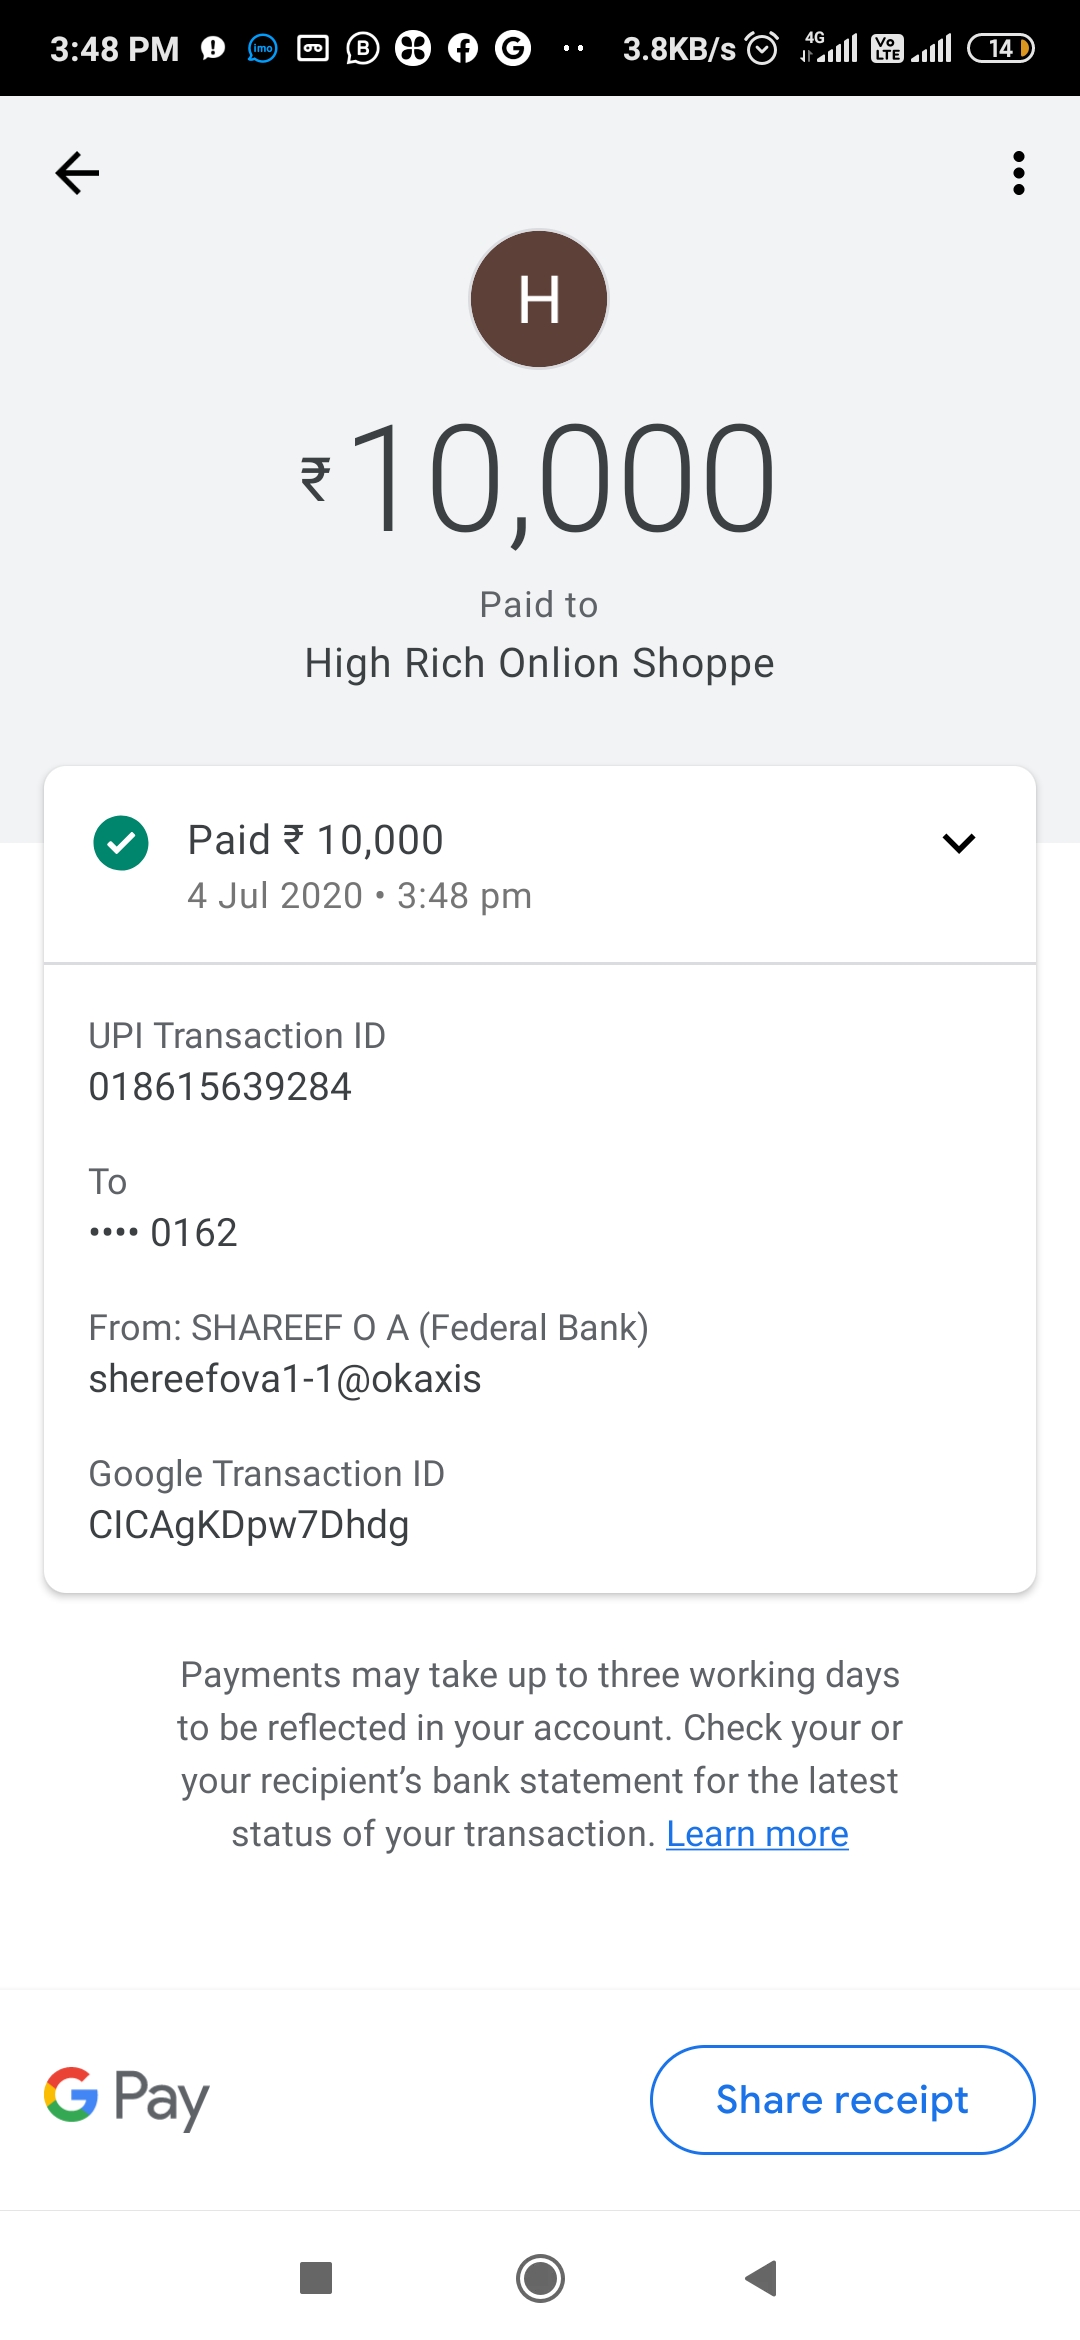 3:48 PM imo B G 3.8KB/s 4G Vo LTE 14
H
₹10,000
Paid to
High Rich Onlion Shoppe
Paid ₹ 10,000
4 Jul 2020 • 3:48 pm
UPI Transaction ID
018615639284
To
•••• 0162
From: SHAREEF O A (Federal Bank)
shereefova1-1@okaxis
Google Transaction ID
CICAgKDpw7Dhdg
Payments may take up to three working days
to be reflected in your account. Check your or
your recipient’s bank statement for the latest
status of your transaction. Learn more
G Pay
Share receipt